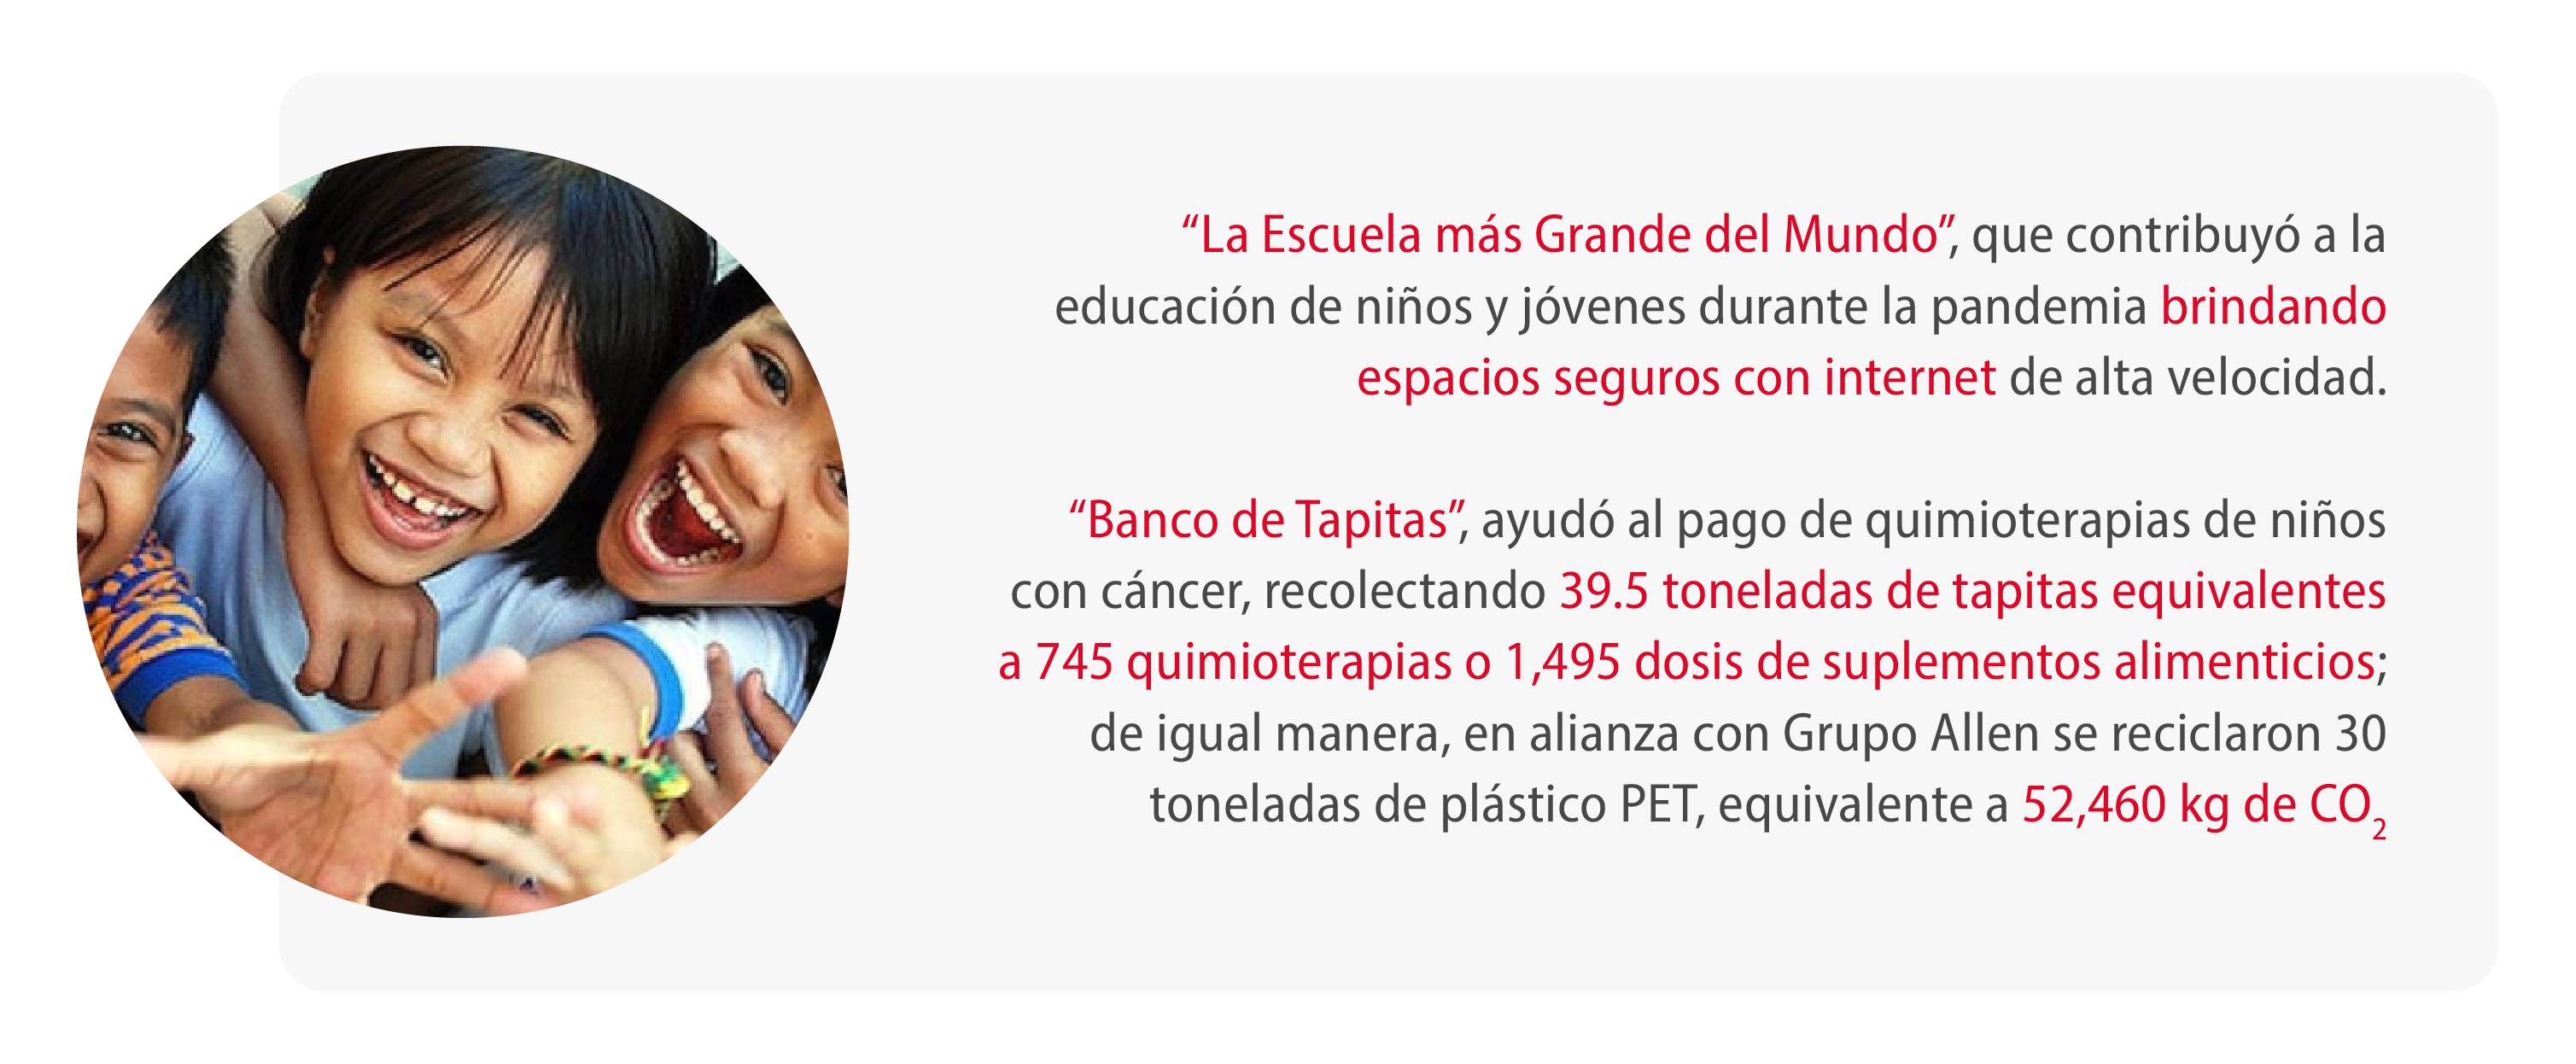 “La Escuela más Grande del Mundo”, que contribuyó a la
educación de niños y jóvenes durante la pandemia brindando
espacios seguros con internet de alta velocidad.
“Banco de Tapitas”, ayudó al pago de quimioterapias de niños
con cáncer, recolectando 39.5 toneladas de tapitas equivalentes
a 745 quimioterapias o 1,495 dosis de suplementos alimenticios;
de igual manera, en alianza con Grupo Allen se reciclaron 30
toneladas de plástico PET, equivalente a 52,460 kg de CO₂